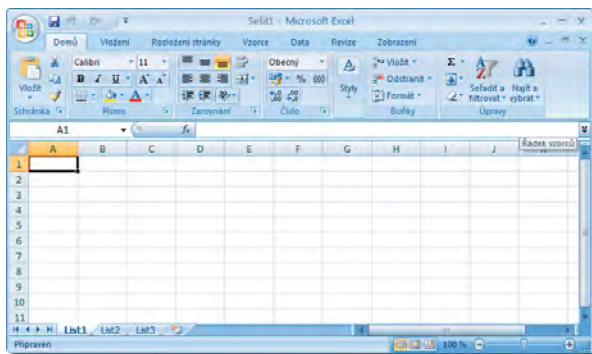 Sešit1 - Microsoft Excel
Domů Vložení Rozložení stránky Vzorce Data Revize Zobrazení
Calibri 11 Obecný Vložit Σ
Vložit B I U A A % 000 Styly Odstranit Seřadit a filtrovat Najít a vybrat
A Formát
Schránka Písmo Zarovnání Číslo Buňky Úpravy
A1 fx
Řádek vzorců
A B C D E F G H I J
1
2
3
4
5
6
7
8
9
10
11
List1 List2 List3
Připraven 100 %